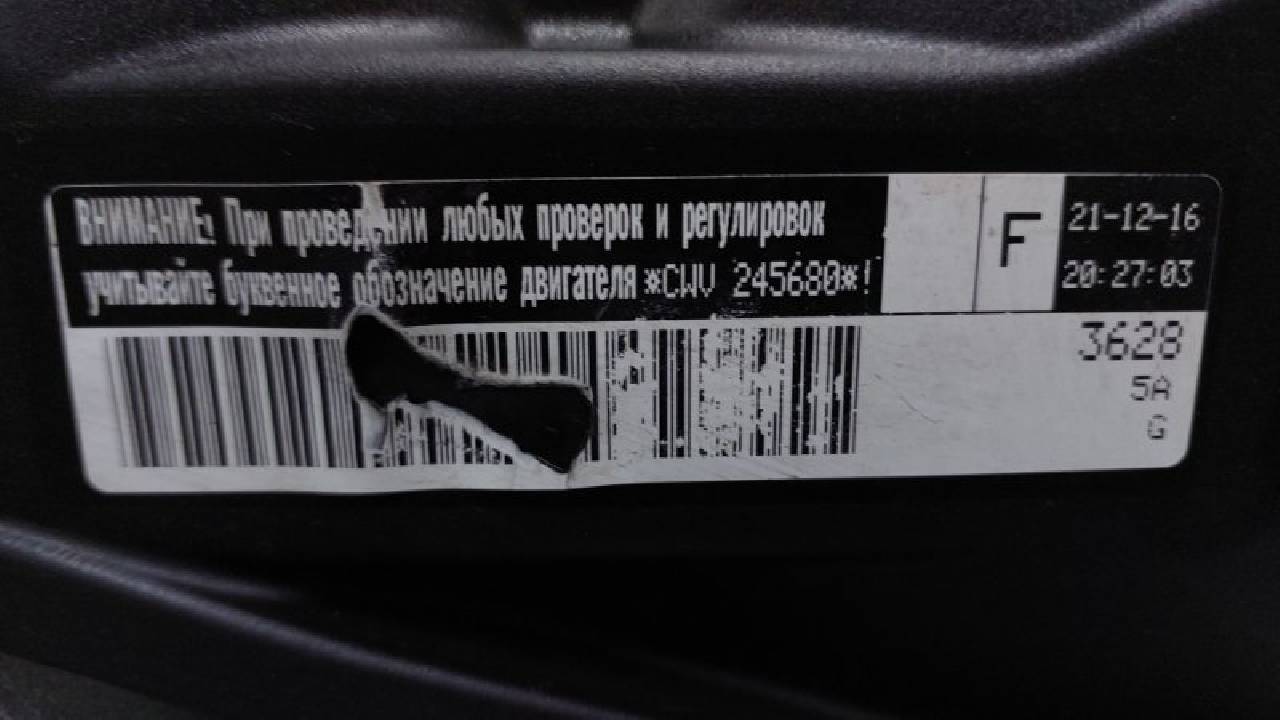 ВНИМАНИЕ: При проведении любых проверок и регулировок
учитывайте буквенное обозначение двигателя *CWV 245680*!
F
21-12-16
20:27:03
3628
5A
G